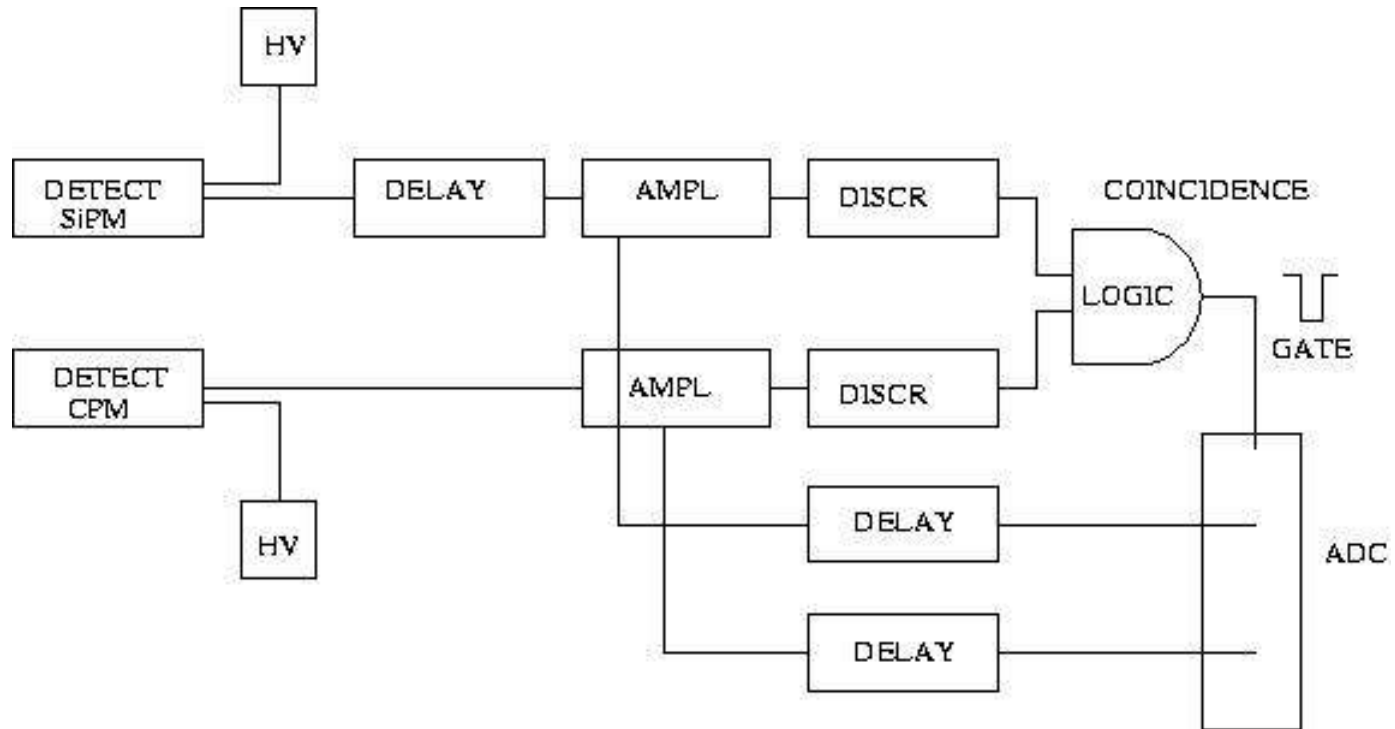 HV
DETECT
SiPM
DELAY
AMPL
DISCR
COINCIDENCE
LOGIC
GATE
DETECT
CPM
AMPL
DISCR
HV
DELAY
ADC
DELAY